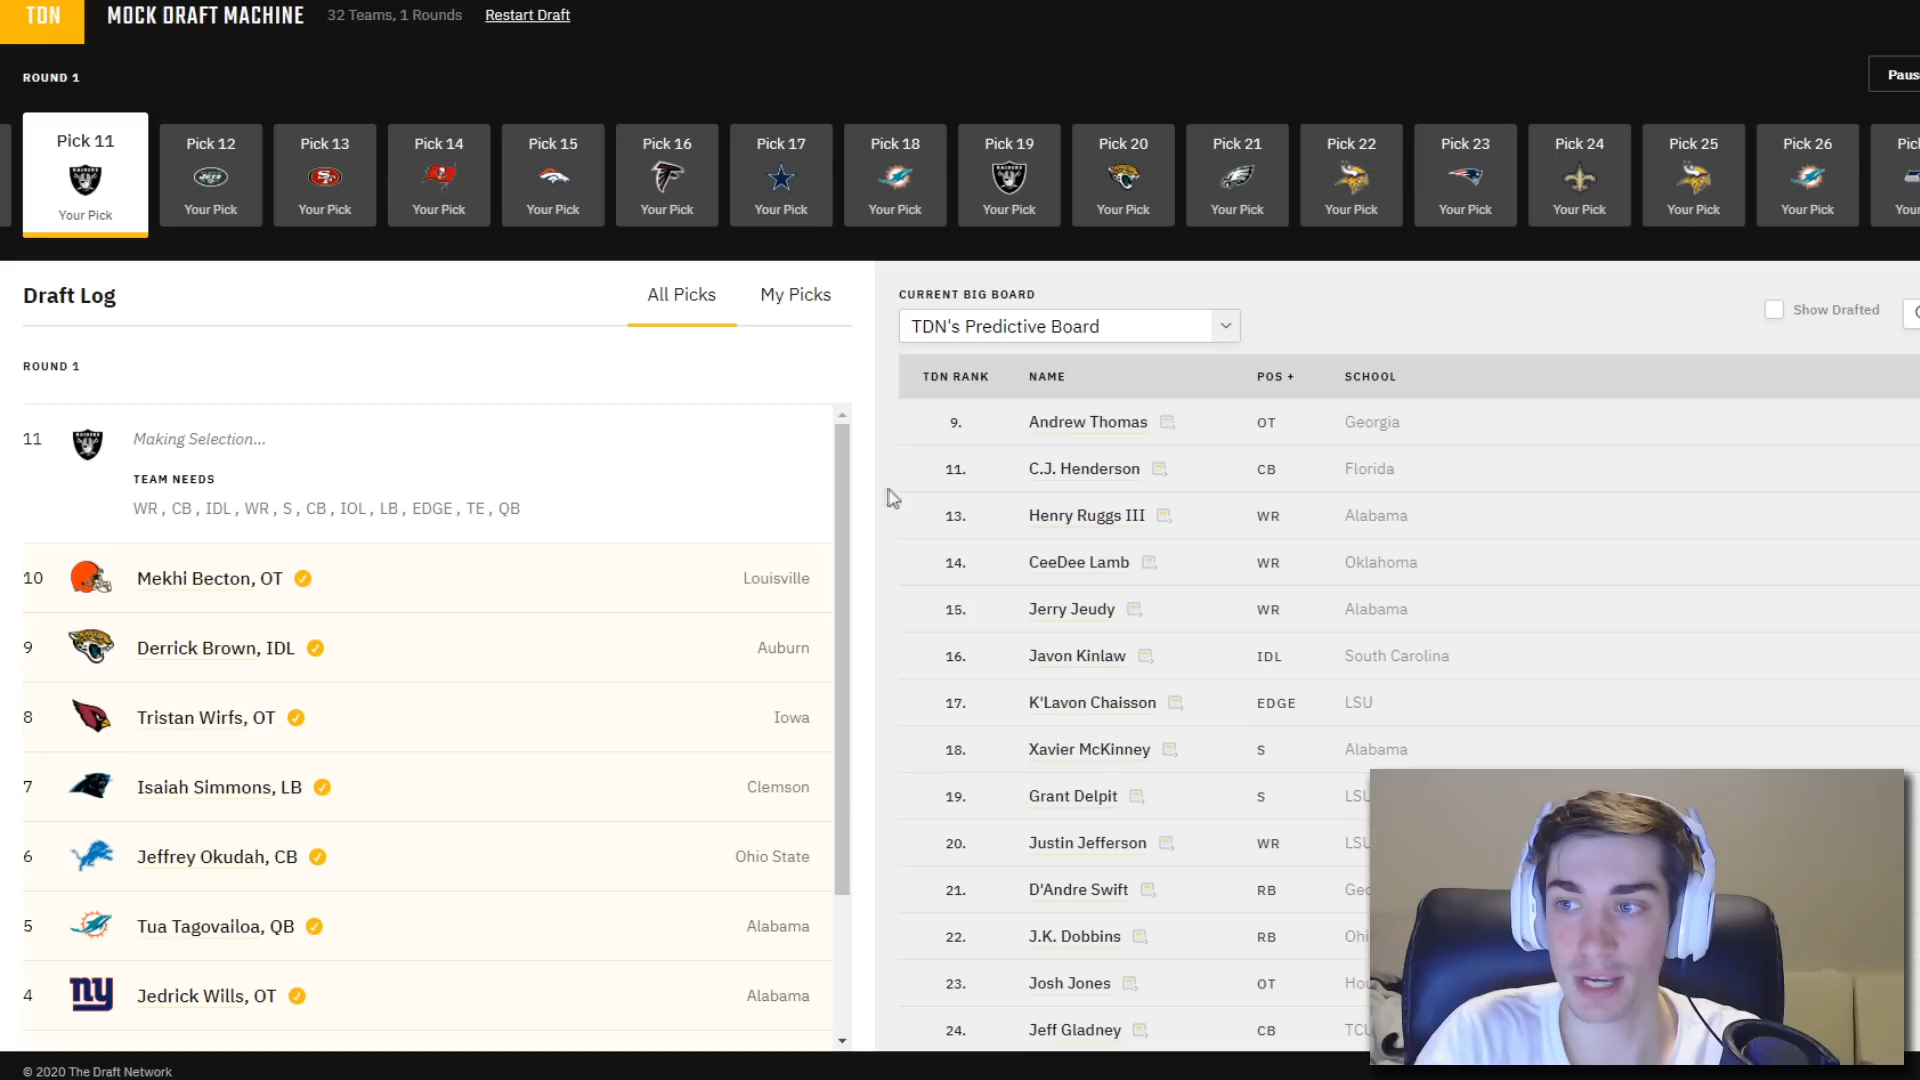 TDN MOCK DRAFT MACHINE 32 Teams, 1 Rounds Restart Draft
ROUND 1
Pick 11 Pick 12 Pick 13 Pick 14 Pick 15 Pick 16 Pick 17 Pick 18 Pick 19 Pick 20 Pick 21 Pick 22 Pick 23 Pick 24 Pick 25 Pick 26
Your Pick Your Pick Your Pick Your Pick Your Pick Your Pick Your Pick Your Pick Your Pick Your Pick Your Pick Your Pick Your Pick Your Pick Your Pick Your Pick
Draft Log All Picks My Picks
ROUND 1
11 Making Selection...
TEAM NEEDS
WR , CB , IDL , WR , S , CB , IOL , LB , EDGE , TE , QB
10 Mekhi Becton, OT Louisville
9 Derrick Brown, IDL Auburn
8 Tristan Wirfs, OT Iowa
7 Isaiah Simmons, LB Clemson
6 Jeffrey Okudah, CB Ohio State
5 Tua Tagovailoa, QB Alabama
4 ny Jedrick Wills, OT Alabama
CURRENT BIG BOARD
TDN's Predictive Board
Show Drafted
TDN RANK NAME POS + SCHOOL
9. Andrew Thomas OT Georgia
11. C.J. Henderson CB Florida
13. Henry Ruggs III WR Alabama
14. CeeDee Lamb WR Oklahoma
15. Jerry Jeudy WR Alabama
16. Javon Kinlaw IDL South Carolina
17. K'Lavon Chaisson EDGE LSU
18. Xavier McKinney S Alabama
19. Grant Delpit S LSU
20. Justin Jefferson WR LSU
21. D'Andre Swift RB
22. J.K. Dobbins RB
23. Josh Jones OT
24. Jeff Gladney CB TCU
© 2020 The Draft Network